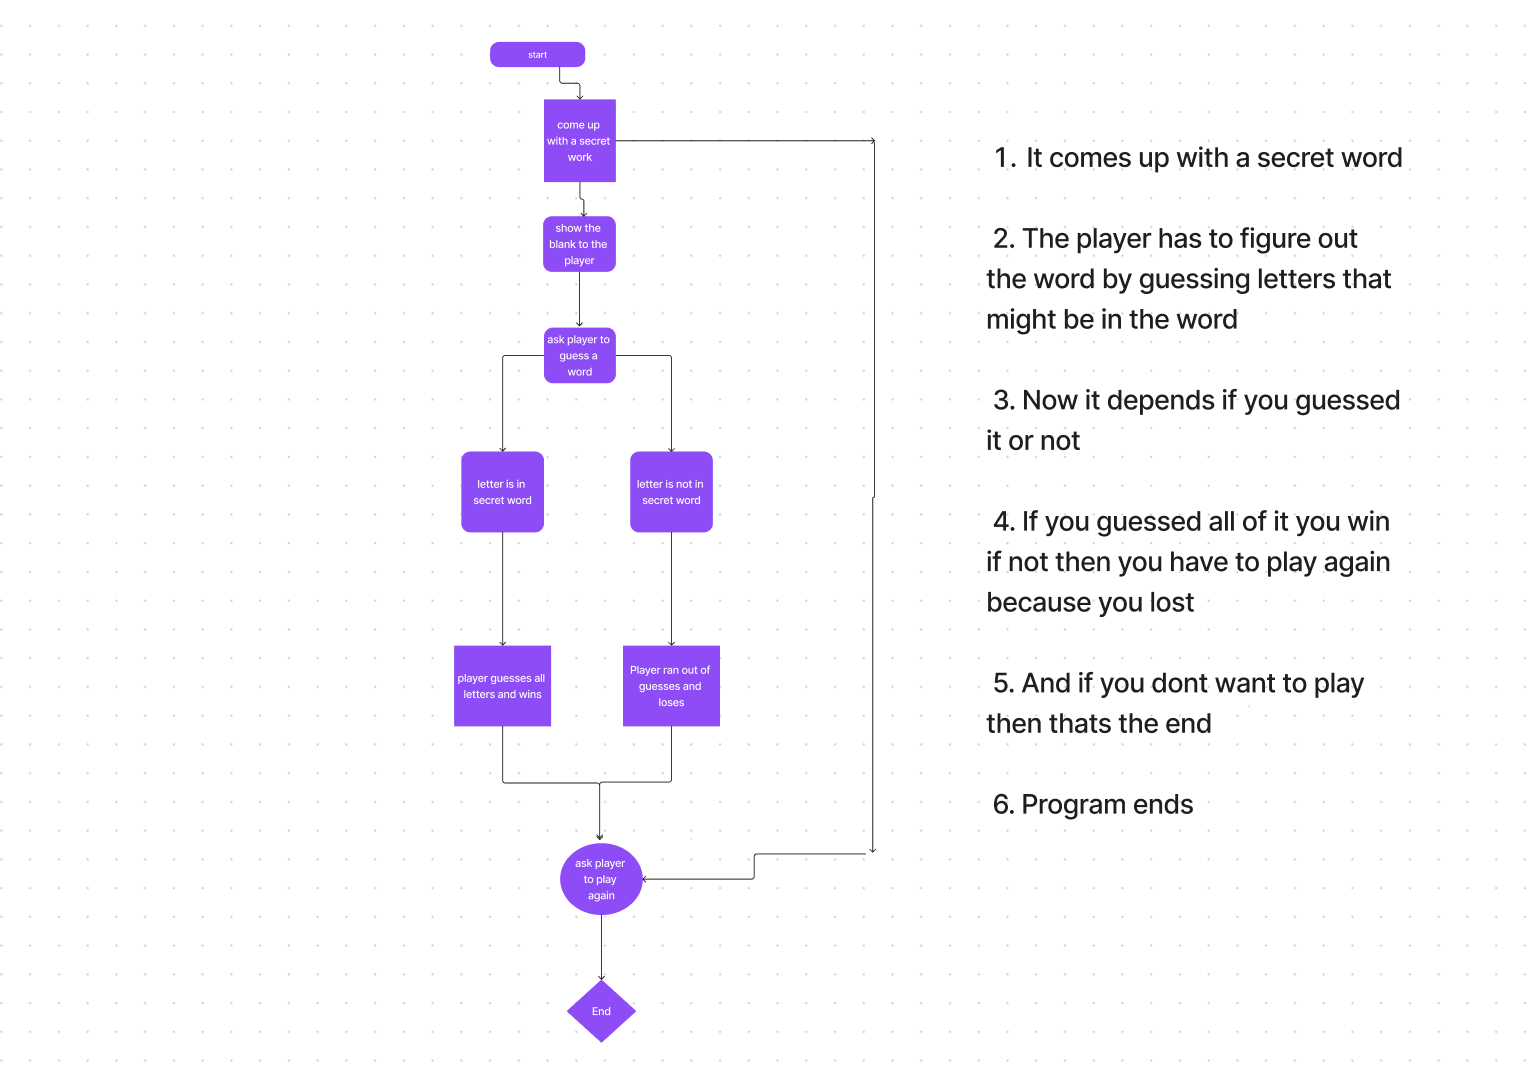 start
come up
with a secret
work
show the
blank to the
player
ask player to
guess a
word
letter is in
secret word
letter is not in
secret word
player guesses all
letters and wins
Player ran out of
guesses and
loses
ask player
to play
again
End
1. It comes up with a secret word
2. The player has to figure out
the word by guessing letters that
might be in the word
3. Now it depends if you guessed
it or not
4. If you guessed all of it you win
if not then you have to play again
because you lost
5. And if you dont want to play
then thats the end
6. Program ends